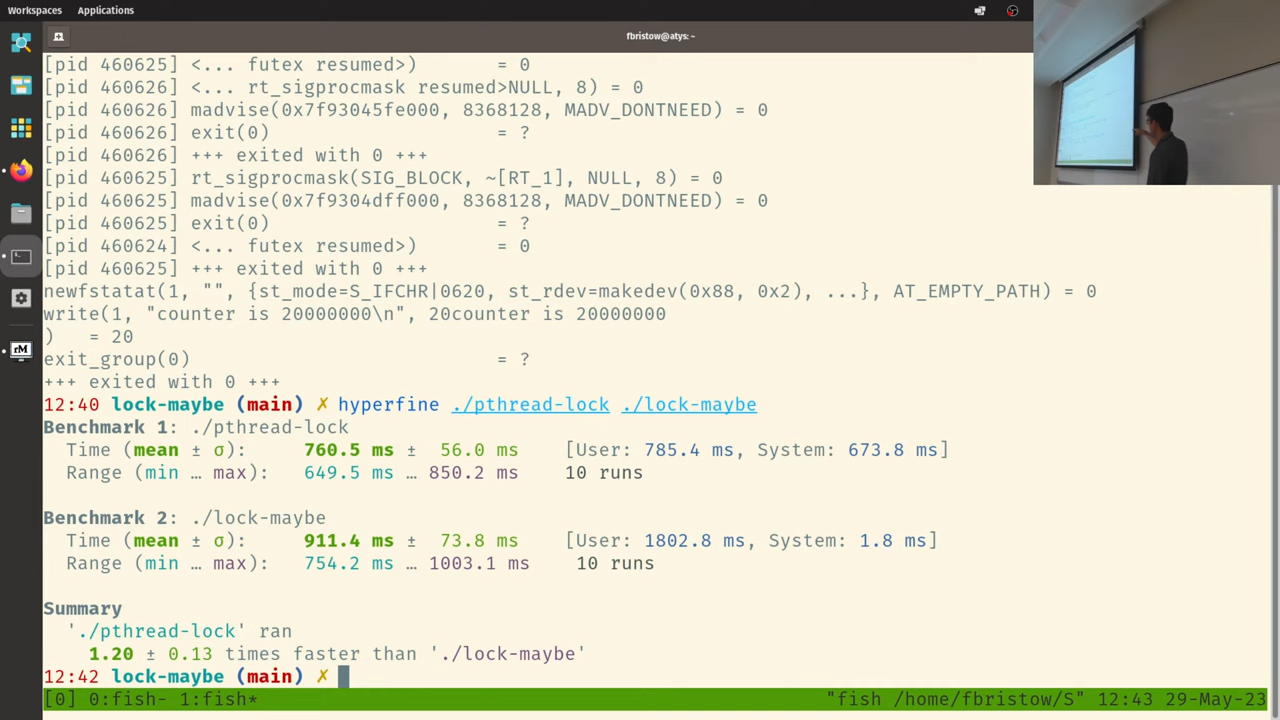 Workspaces Applications
fbristow@atys: ~
[pid 460625] <... futex resumed>) = 0
[pid 460626] <... rt_sigprocmask resumed>NULL, 8) = 0
[pid 460626] madvise(0x7f93045fe000, 8368128, MADV_DONTNEED) = 0
[pid 460626] exit(0) = ?
[pid 460626] +++ exited with 0 +++
[pid 460625] rt_sigprocmask(SIG_BLOCK, ~[RT_1], NULL, 8) = 0
[pid 460625] madvise(0x7f9304dff000, 8368128, MADV_DONTNEED) = 0
[pid 460625] exit(0) = ?
[pid 460624] <... futex resumed>) = 0
[pid 460625] +++ exited with 0 +++
newfstatat(1, "", {st_mode=S_IFCHR|0620, st_rdev=makedev(0x88, 0x2), ...}, AT_EMPTY_PATH) = 0
write(1, "counter is 20000000\n", 20counter is 20000000
) = 20
exit_group(0) = ?
+++ exited with 0 +++
12:40 lock-maybe (main) ✗ hyperfine ./pthread-lock ./lock-maybe
Benchmark 1: ./pthread-lock
Time (mean ± σ): 760.5 ms ± 56.0 ms [User: 785.4 ms, System: 673.8 ms]
Range (min … max): 649.5 ms … 850.2 ms 10 runs
Benchmark 2: ./lock-maybe
Time (mean ± σ): 911.4 ms ± 73.8 ms [User: 1802.8 ms, System: 1.8 ms]
Range (min … max): 754.2 ms … 1003.1 ms 10 runs
Summary
'./pthread-lock' ran
1.20 ± 0.13 times faster than './lock-maybe'
12:42 lock-maybe (main) ✗
[0] 0:fish- 1:fish* "fish /home/fbristow/S" 12:43 29-May-23
rM